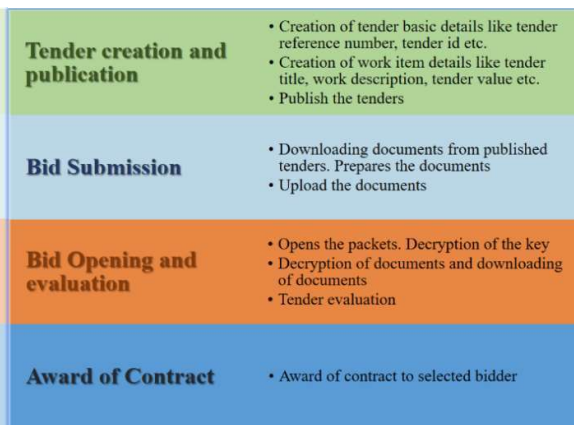 Tender creation and
publication
• Creation of tender basic details like tender
reference number, tender id etc.
• Creation of work item details like tender
title, work description, tender value etc.
• Publish the tenders
Bid Submission
• Downloading documents from published
tenders. Prepares the documents
• Upload the documents
Bid Opening and
evaluation
• Opens the packets. Decryption of the key
• Decryption of documents and downloading
of documents
• Tender evaluation
Award of Contract
• Award of contract to selected bidder